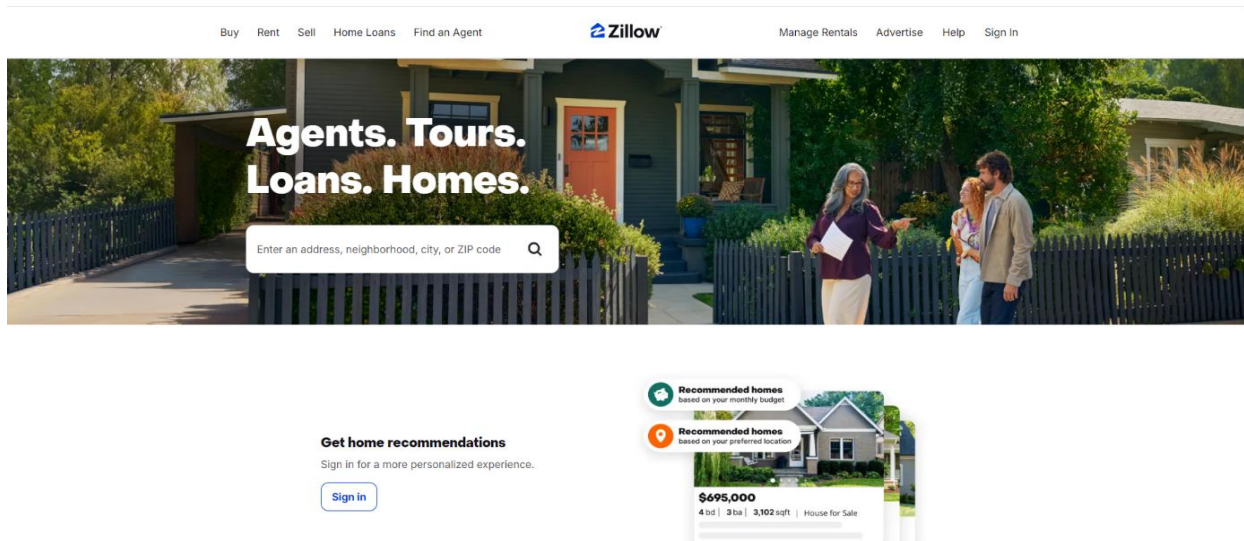 Buy Rent Sell Home Loans Find an Agent Zillow Manage Rentals Advertise Help Sign In
Agents. Tours.
Loans. Homes.
Enter an address, neighborhood, city, or ZIP code
Get home recommendations
Sign in for a more personalized experience.
Sign in
Recommended homes
based on your monthly budget
Recommended homes
based on your preferred location
$695,000
4 bd | 3 ba | 3,102 sqft | House for Sale